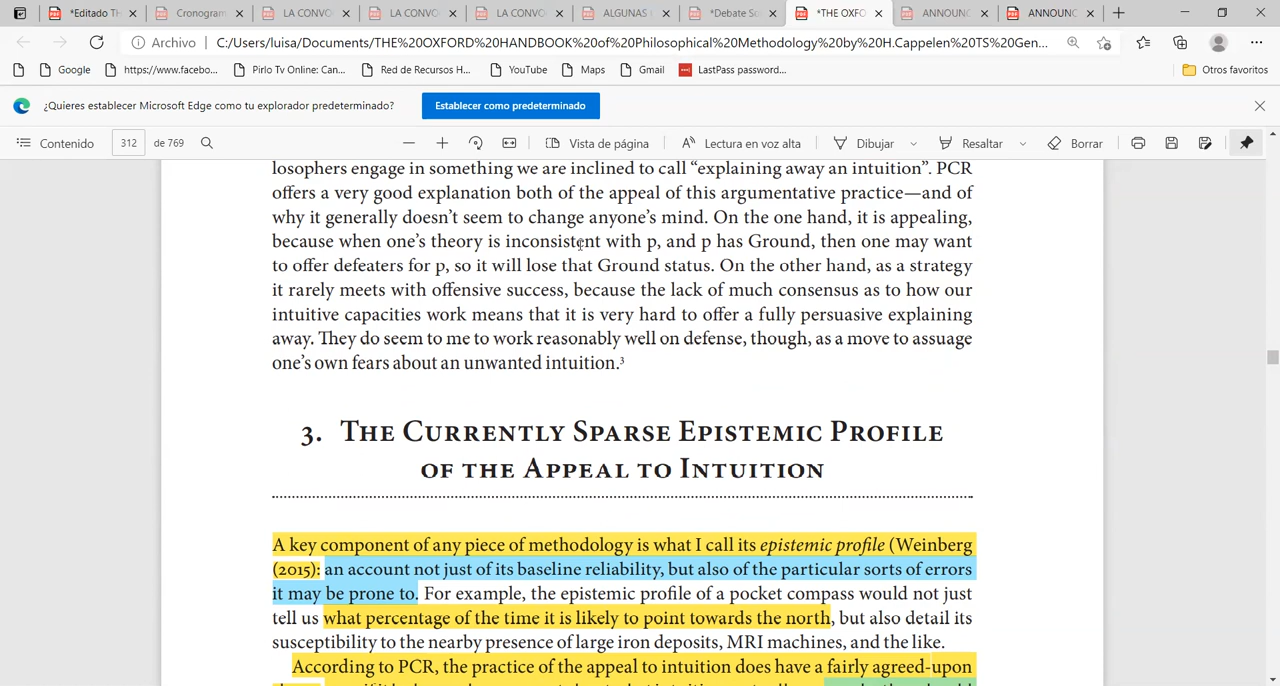 *Editado TH
Cronogram
LA CONVO
LA CONVO
LA CONVO
ALGUNAS
*Debate So
*THE OXFO
ANNOUNC
ANNOUNC
Archivo C:/Users/luisa/Documents/THE%20OXFORD%20HANDBOOK%20of%20Philosophical%20Methodology%20by%20H.Cappelen%20TS%20Gen...
Google https://www.facebo... Pirlo Tv Online: Can... Red de Recursos H... YouTube Maps Gmail LastPass password... Otros favoritos
¿Quieres establecer Microsoft Edge como tu explorador predeterminado? Establecer como predeterminado
Contenido 312 de 769 Vista de página Lectura en voz alta Dibujar Resaltar Borrar
losophers engage in something we are inclined to call “explaining away an intuition”. PCR
offers a very good explanation both of the appeal of this argumentative practice—and of
why it generally doesn’t seem to change anyone’s mind. On the one hand, it is appealing,
because when one’s theory is inconsistent with p, and p has Ground, then one may want
to offer defeaters for p, so it will lose that Ground status. On the other hand, as a strategy
it rarely meets with offensive success, because the lack of much consensus as to how our
intuitive capacities work means that it is very hard to offer a fully persuasive explaining
away. They do seem to me to work reasonably well on defense, though, as a move to assuage
one’s own fears about an unwanted intuition.³
3. The Currently Sparse Epistemic Profile
of the Appeal to Intuition
A key component of any piece of methodology is what I call its epistemic profile (Weinberg
(2015): an account not just of its baseline reliability, but also of the particular sorts of errors
it may be prone to. For example, the epistemic profile of a pocket compass would not just
tell us what percentage of the time it is likely to point towards the north, but also detail its
susceptibility to the nearby presence of large iron deposits, MRI machines, and the like.
According to PCR, the practice of the appeal to intuition does have a fairly agreed-upon